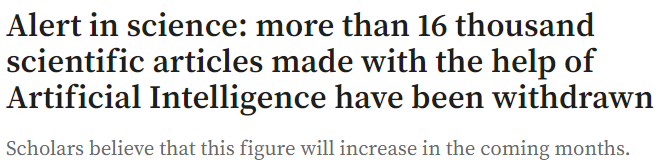 Alert in science: more than 16 thousand
scientific articles made with the help of
Artificial Intelligence have been withdrawn
Scholars believe that this figure will increase in the coming months.